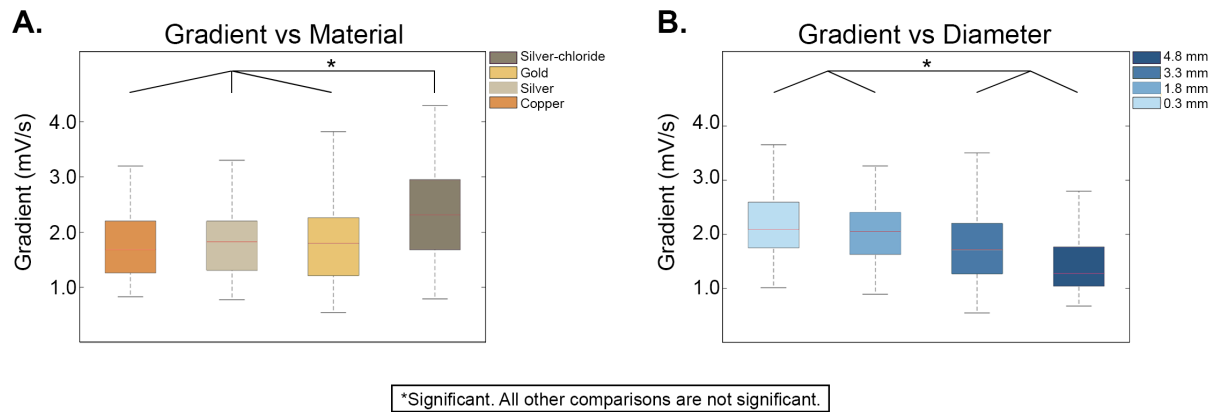 A.
Gradient vs Material
*
Silver-chloride
Gold
Silver
Copper
Gradient (mV/s)
4.0
3.0
2.0
1.0
B.
Gradient vs Diameter
*
4.8 mm
3.3 mm
1.8 mm
0.3 mm
Gradient (mV/s)
4.0
3.0
2.0
1.0
*Significant. All other comparisons are not significant.